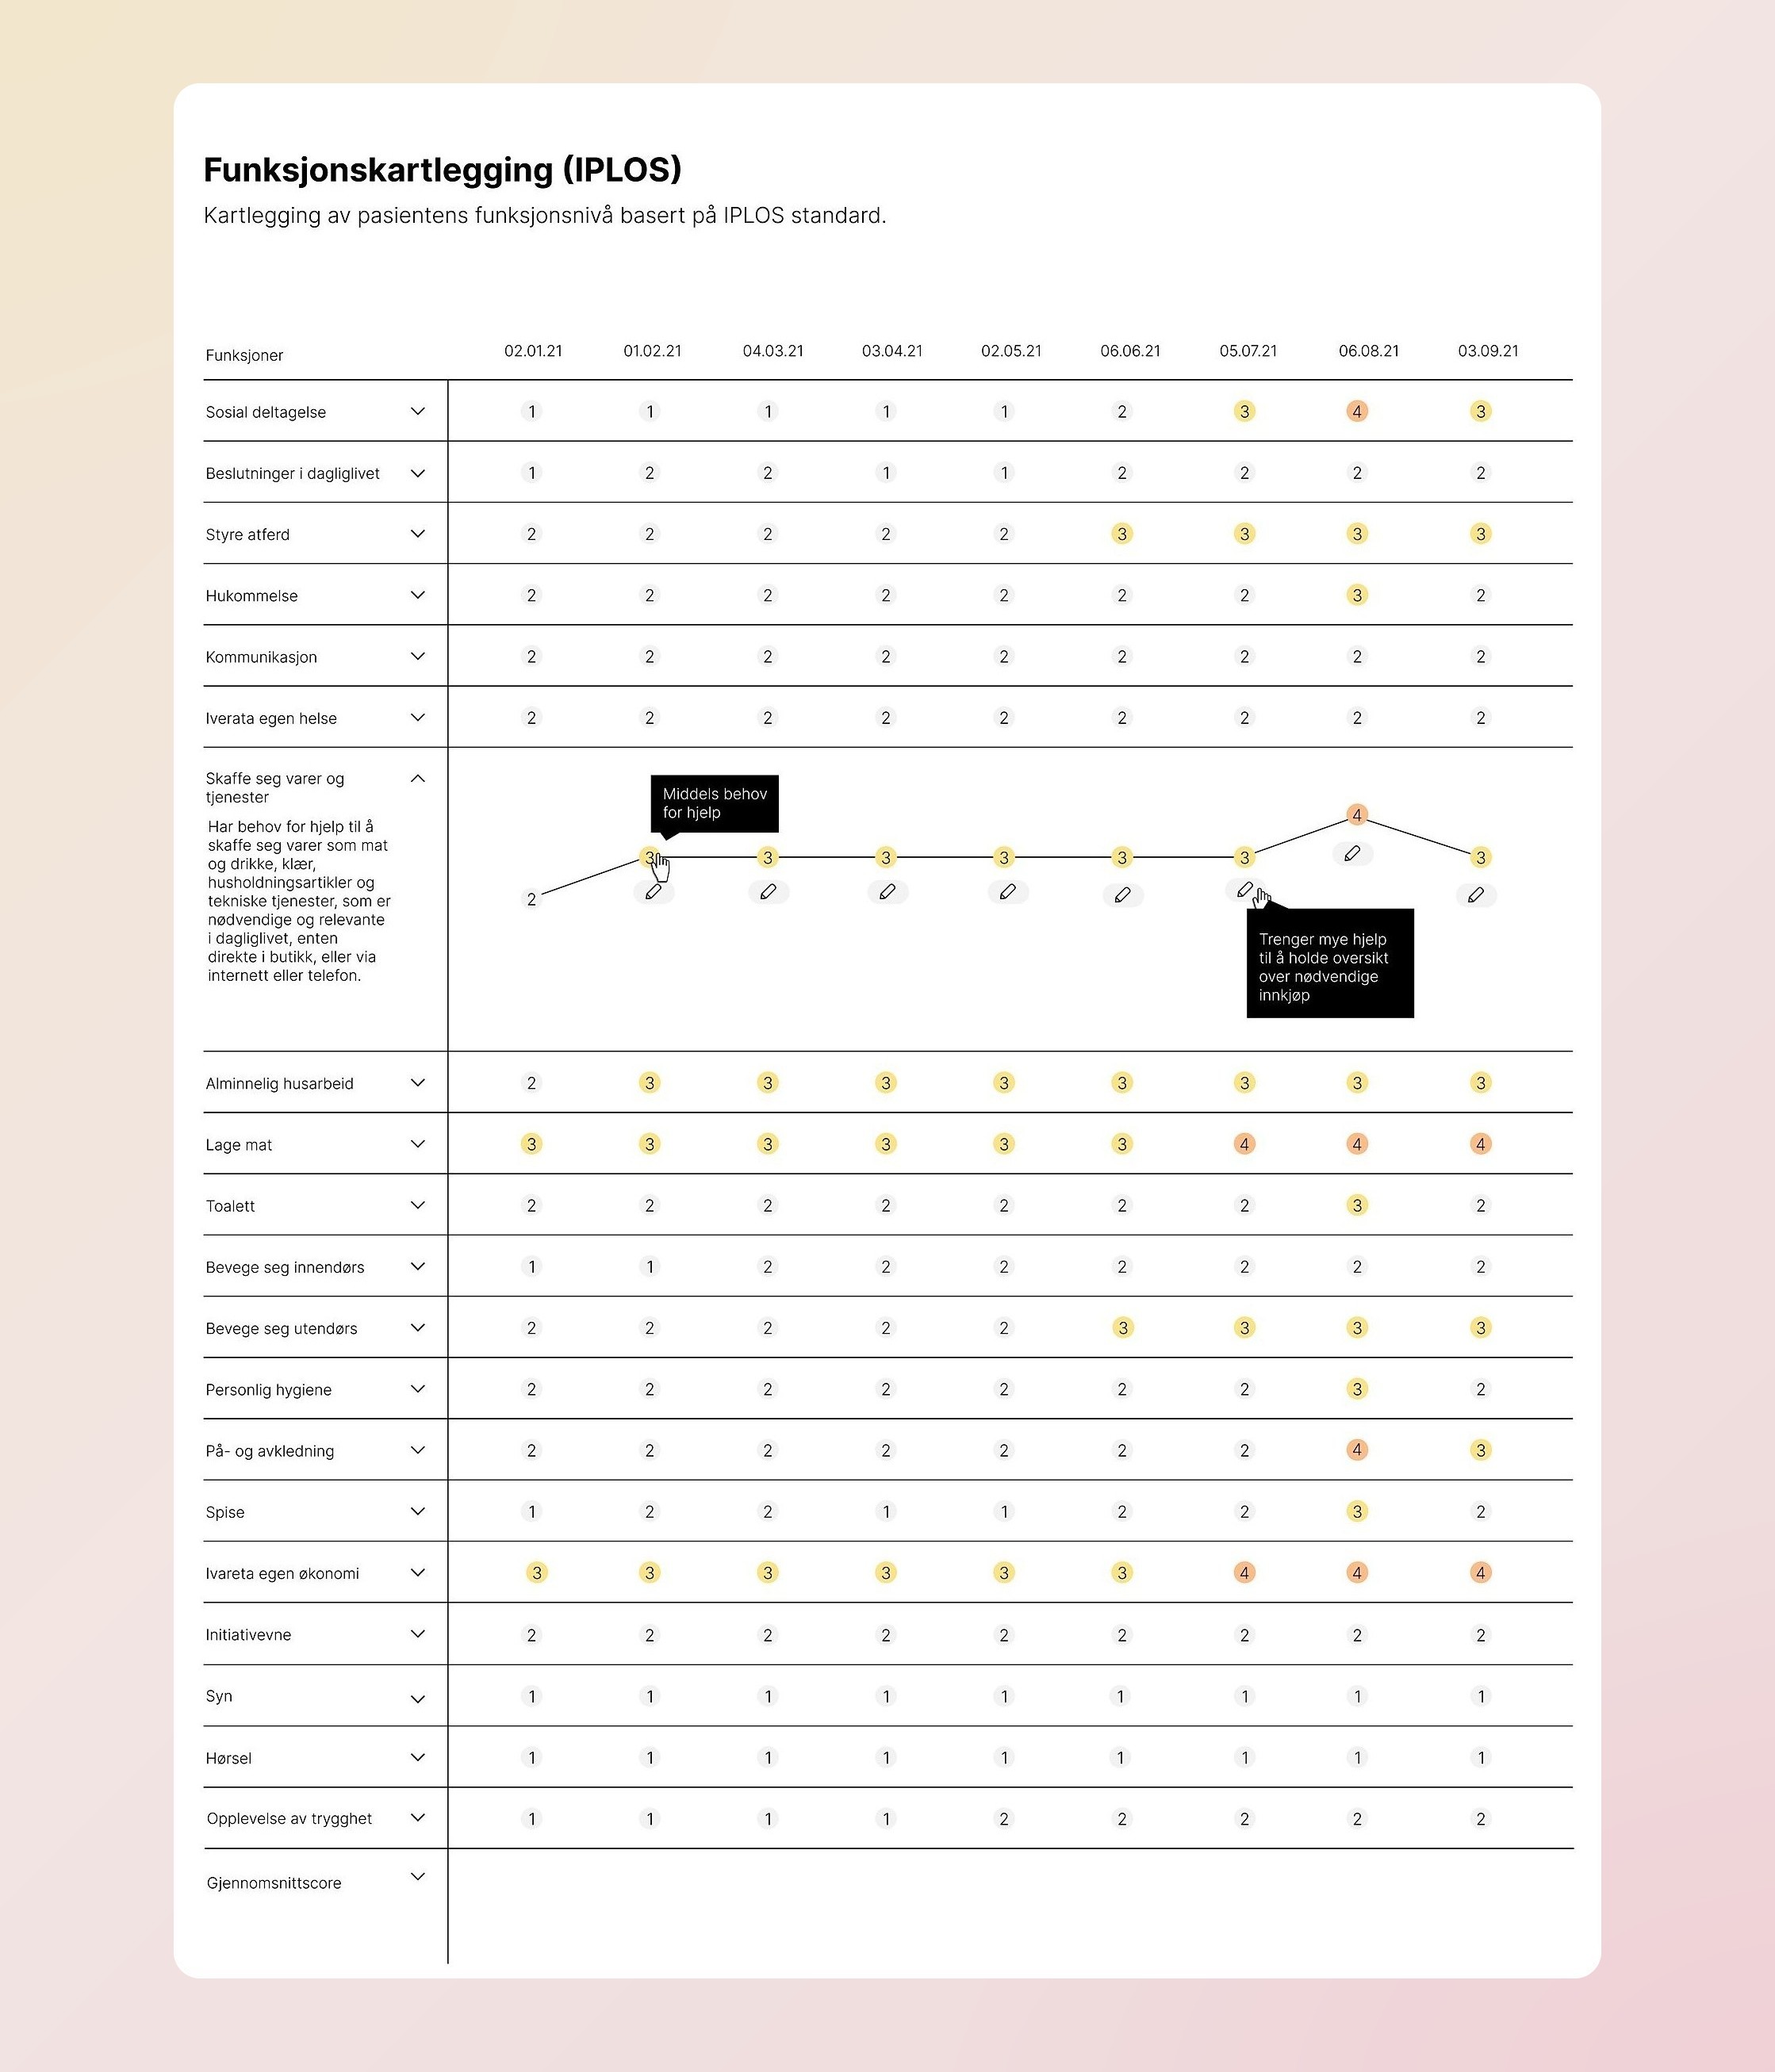 Funksjonskartlegging (IPLOS)
Kartlegging av pasientens funksjonsnivå basert på IPLOS standard.
Funksjoner 02.01.21 01.02.21 04.03.21 03.04.21 02.05.21 06.06.21 05.07.21 06.08.21 03.09.21
Sosial deltagelse 1 1 1 1 1 2 3 4 3
Beslutninger i dagliglivet 1 2 2 1 1 2 2 2 2
Styre atferd 2 2 2 2 2 3 3 3 3
Hukommelse 2 2 2 2 2 2 2 3 2
Kommunikasjon 2 2 2 2 2 2 2 2 2
Iverata egen helse 2 2 2 2 2 2 2 2 2
Skaffe seg varer og
tjenester
Har behov for hjelp til å
skaffe seg varer som mat
og drikke, klær,
husholdningsartikler og
tekniske tjenester, som er
nødvendige og relevante
i dagliglivet, enten
direkte i butikk, eller via
internett eller telefon.
Middels behov
for hjelp
2 3 3 3 3 3 3 4 3
Trenger mye hjelp
til å holde oversikt
over nødvendige
innkjøp
Alminnelig husarbeid 2 3 3 3 3 3 3 3 3
Lage mat 3 3 3 3 3 3 4 4 4
Toalett 2 2 2 2 2 2 2 3 2
Bevege seg innendørs 1 1 2 2 2 2 2 2 2
Bevege seg utendørs 2 2 2 2 2 3 3 3 3
Personlig hygiene 2 2 2 2 2 2 2 3 2
På- og avkledning 2 2 2 2 2 2 2 4 3
Spise 1 2 2 1 1 2 2 3 2
Ivareta egen økonomi 3 3 3 3 3 3 4 4 4
Initiativevne 2 2 2 2 2 2 2 2 2
Syn 1 1 1 1 1 1 1 1 1
Hørsel 1 1 1 1 1 1 1 1 1
Opplevelse av trygghet 1 1 1 1 2 2 2 2 2
Gjennomsnittscore